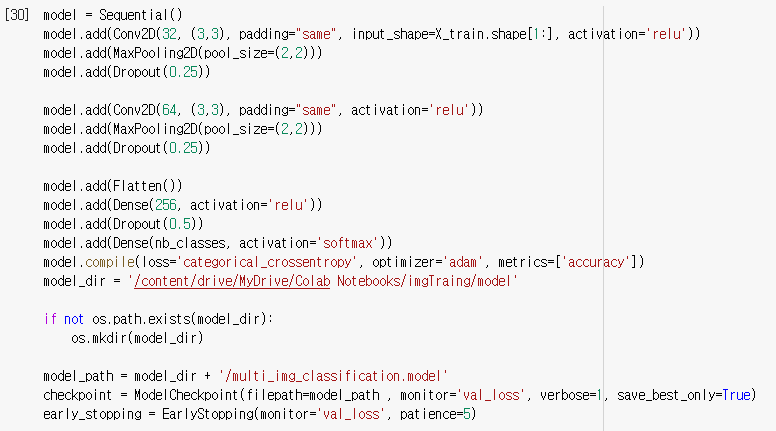 [30] model = Sequential()
model.add(Conv2D(32, (3,3), padding="same", input_shape=X_train.shape[1:], activation='relu'))
model.add(MaxPooling2D(pool_size=(2,2)))
model.add(Dropout(0.25))
model.add(Conv2D(64, (3,3), padding="same", activation='relu'))
model.add(MaxPooling2D(pool_size=(2,2)))
model.add(Dropout(0.25))
model.add(Flatten())
model.add(Dense(256, activation='relu'))
model.add(Dropout(0.5))
model.add(Dense(nb_classes, activation='softmax'))
model.compile(loss='categorical_crossentropy', optimizer='adam', metrics=['accuracy'])
model_dir = '/content/drive/MyDrive/Colab Notebooks/imgTraing/model'
if not os.path.exists(model_dir):
    os.mkdir(model_dir)
model_path = model_dir + '/multi_img_classification.model'
checkpoint = ModelCheckpoint(filepath=model_path , monitor='val_loss', verbose=1, save_best_only=True)
early_stopping = EarlyStopping(monitor='val_loss', patience=5)